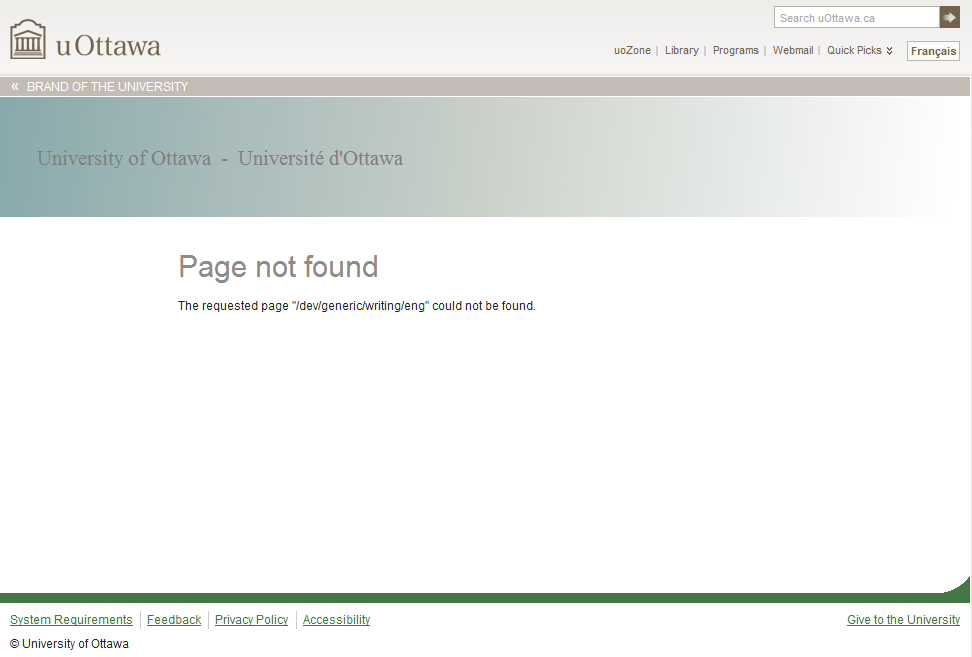 Search uOttawa.ca
uOttawa
uoZone | Library | Programs | Webmail | Quick Picks Français
« BRAND OF THE UNIVERSITY
University of Ottawa - Université d'Ottawa
Page not found
The requested page "/dev/generic/writing/eng" could not be found.
System Requirements Feedback Privacy Policy Accessibility Give to the University
© University of Ottawa